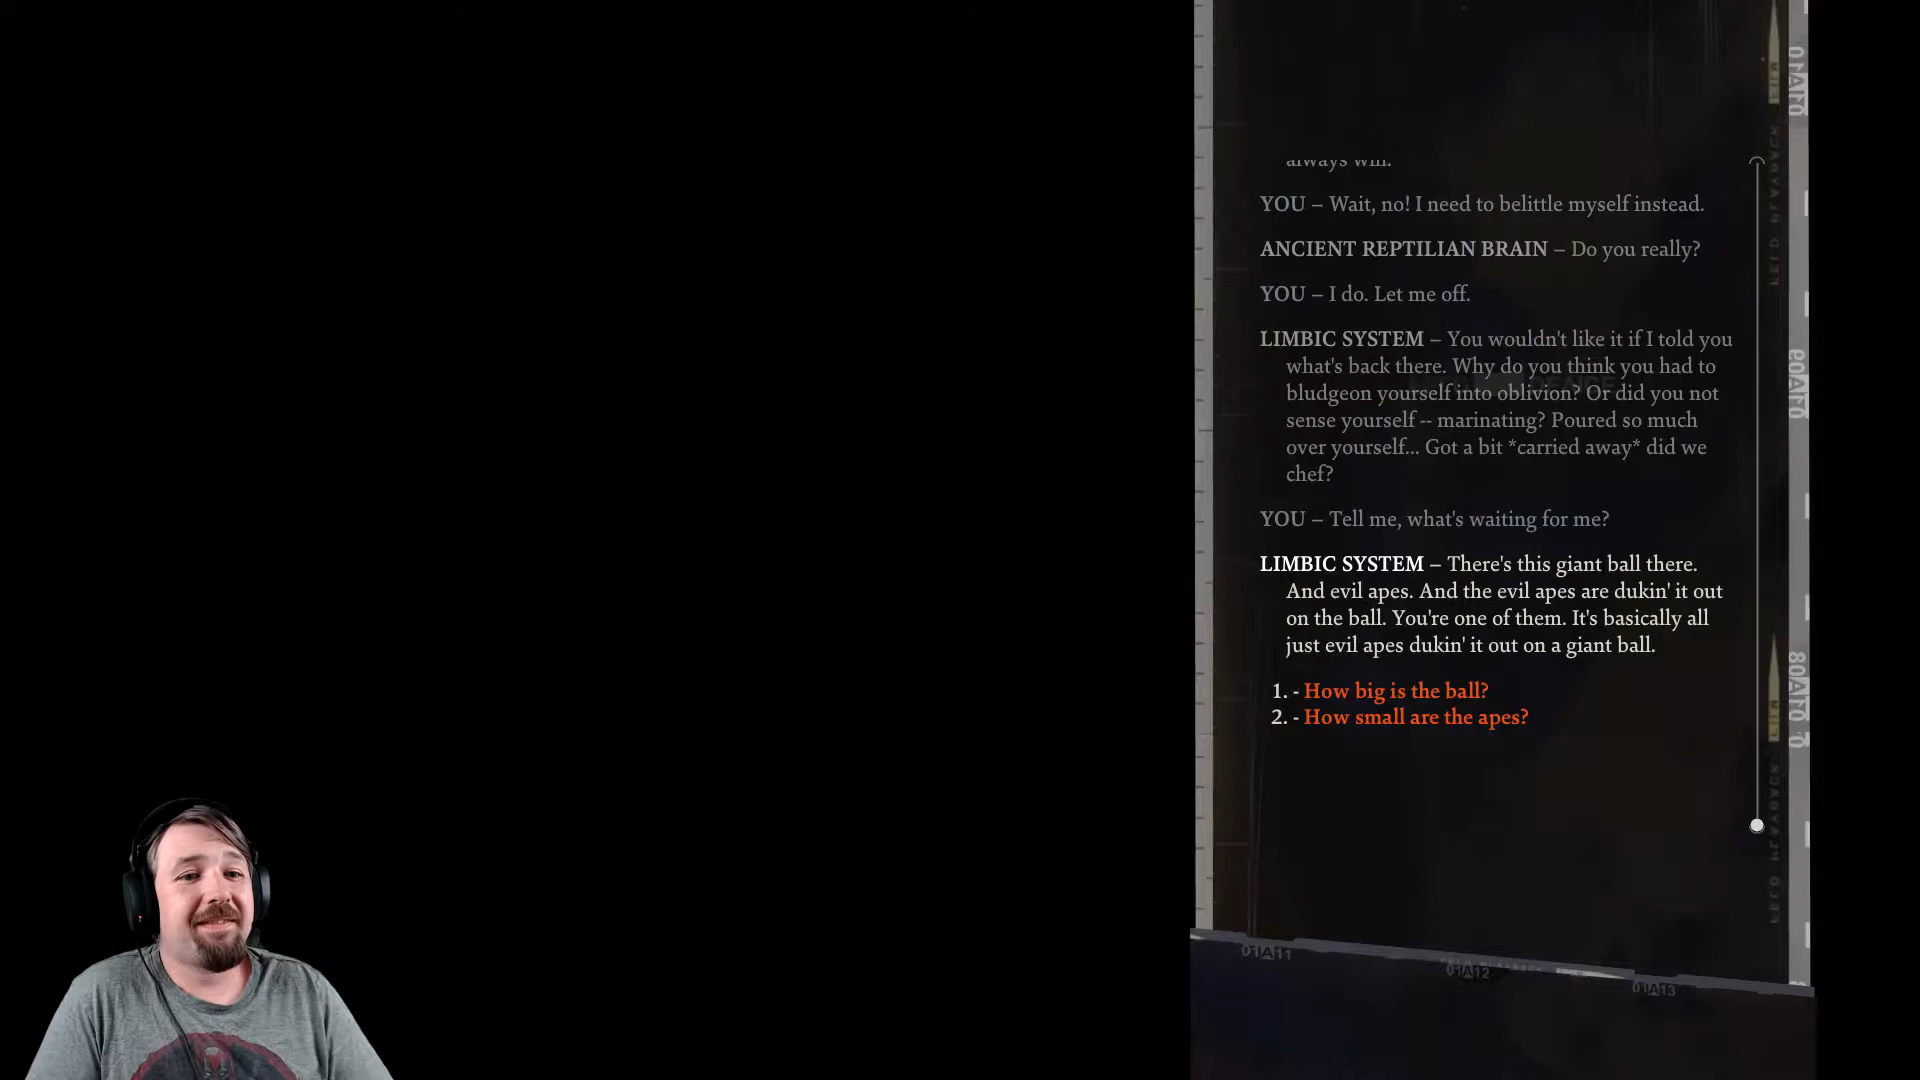 always will.
YOU – Wait, no! I need to belittle myself instead.
ANCIENT REPTILIAN BRAIN – Do you really?
YOU – I do. Let me off.
LIMBIC SYSTEM – You wouldn't like it if I told you
what's back there. Why do you think you had to
bludgeon yourself into oblivion? Or did you not
sense yourself -- marinating? Poured so much
over yourself... Got a bit *carried away* did we
chef?
YOU – Tell me, what's waiting for me?
LIMBIC SYSTEM – There's this giant ball there.
And evil apes. And the evil apes are dukin' it out
on the ball. You're one of them. It's basically all
just evil apes dukin' it out on a giant ball.
1. - How big is the ball?
2. - How small are the apes?
01A11
01A12
01A13